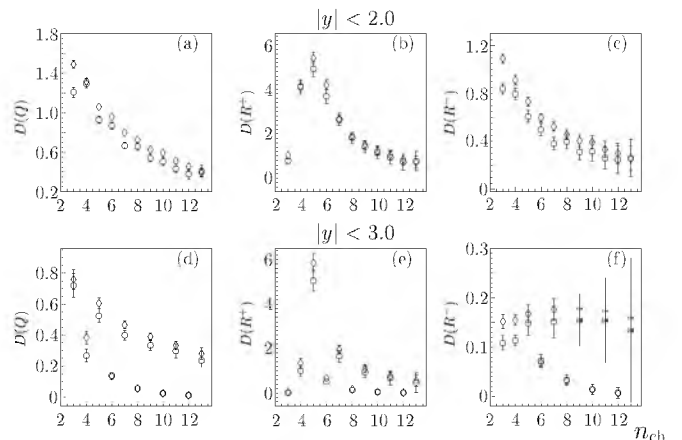 |y| < 2.0
(a) (b) (c)
D(Q) D(R⁺) D(R⁻)
1.8 1.4 1.0 0.6 0.2
6 4 2 0
1.2 0.8 0.4 0
2 4 6 8 10 12
2 4 6 8 10 12
2 4 6 8 10 12
|y| < 3.0
(d) (e) (f)
D(Q) D(R⁺) D(R⁻)
0.8 0.6 0.4 0.2 0
6 4 2 0
0.3 0.2 0.1 0
2 4 6 8 10 12
2 4 6 8 10 12
2 4 6 8 10 12
n_ch